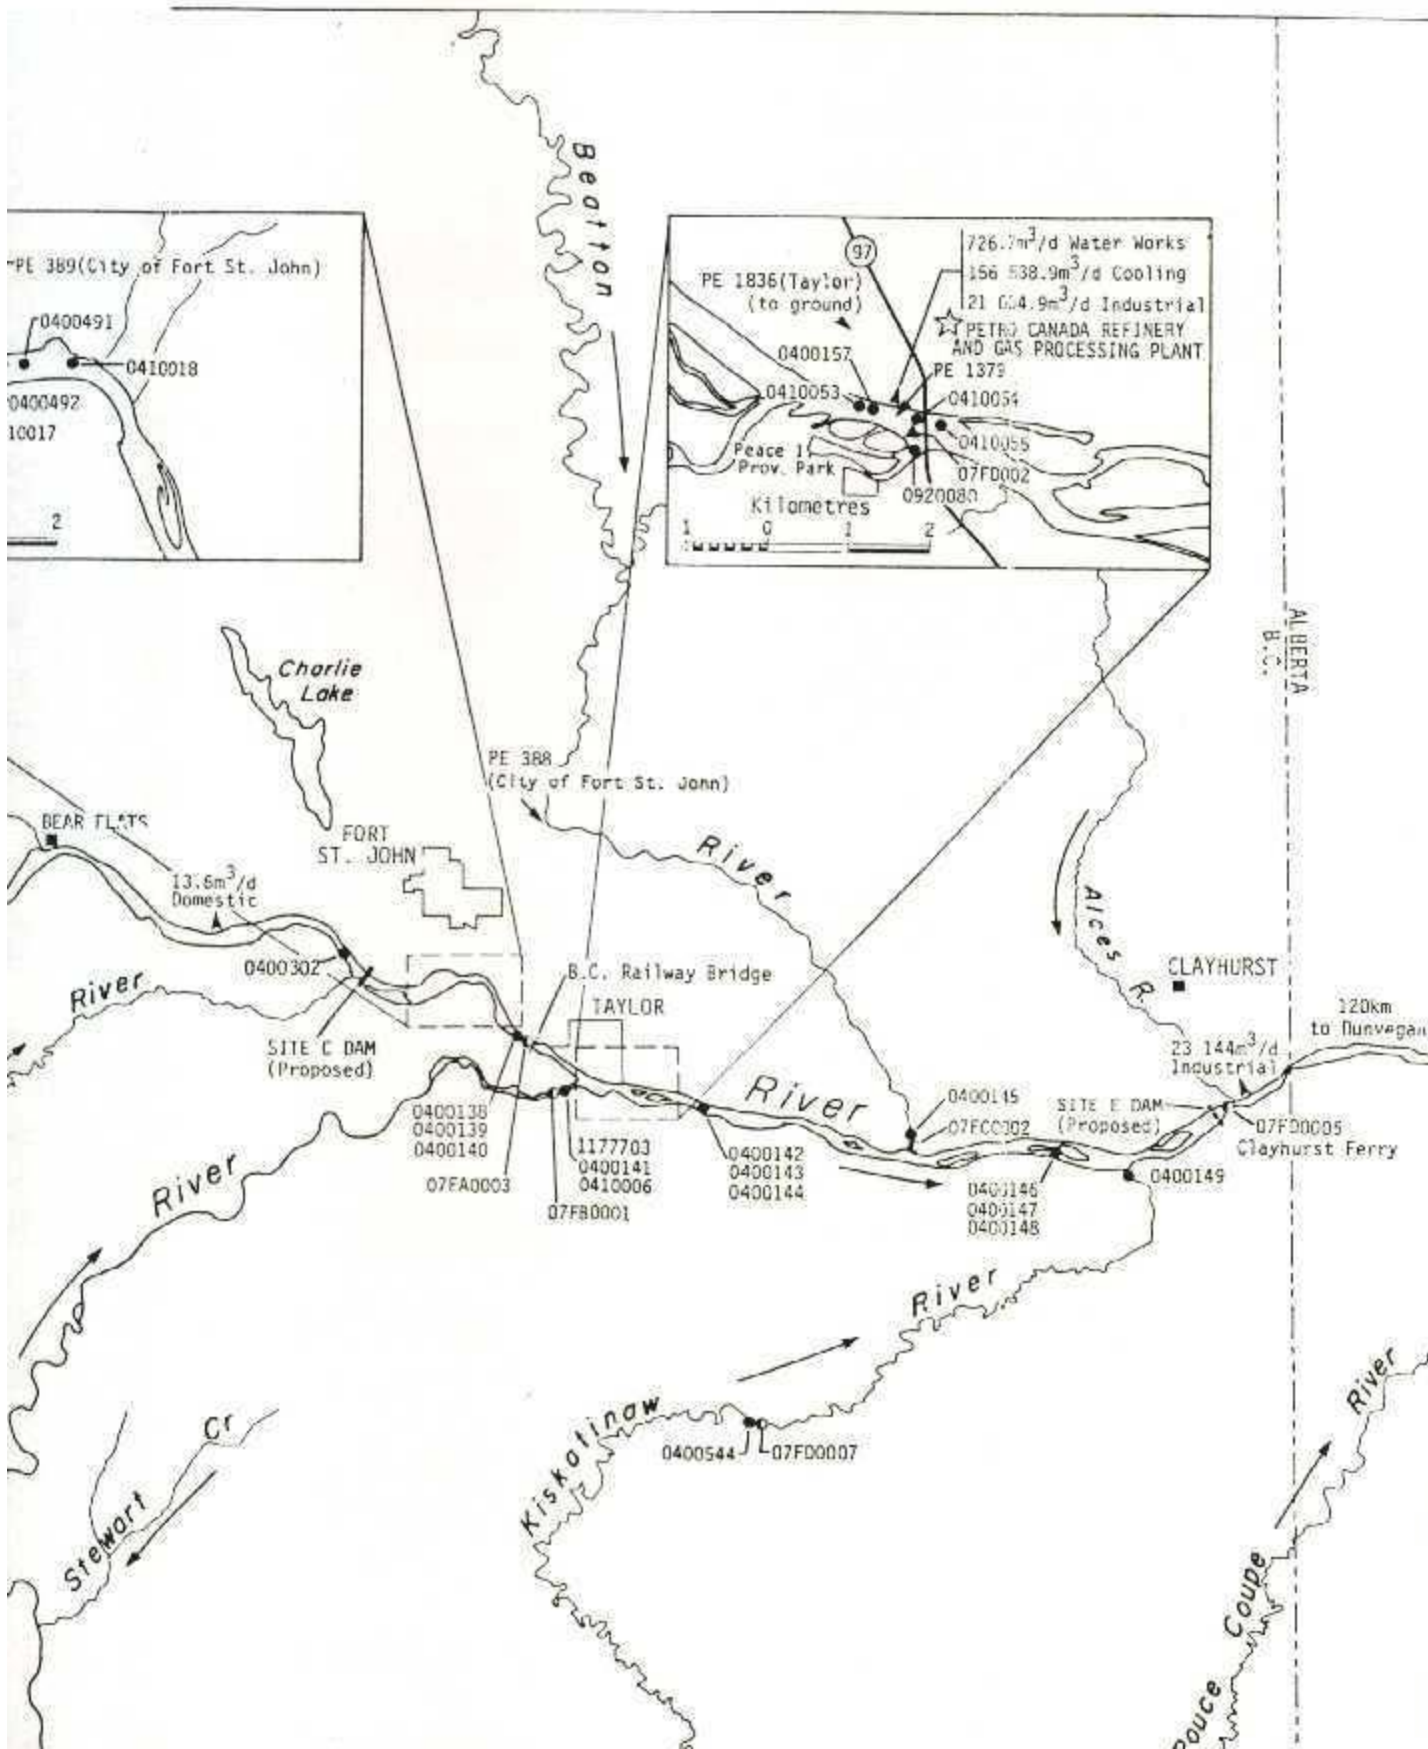 Beatton
PE 389(City of Fort St. John)
0400491
0410018
0400492
10017
2
97
726.7m³/d Water Works
PE 1836(Taylor)
(to ground)
/d Cooling
/d Industrial
PETRO CANADA REFINERY
AND GAS PROCESSING PLANT
0400157
PE 1379
0410053
0410054
0410055
07FD002
Peace
Prov. Park
0920080
Kilometres
1 0 1 2
ALBERTA
B.C.
Charlie
Lake
PE 388
(City of Fort St. John)
BEAR FLATS
FORT
ST. JOHN
River
13.6m³/d
Domestic
Alces R.
0400302
B.C. Railway Bridge
CLAYHURST
River
TAYLOR
120km
to Dunvegan
SITE C DAM
(Proposed)
23 144m³/d
Industrial
River
0400145
07FC0002
SITE E DAM
(Proposed)
07FD0005
Clayhurst Ferry
0400138
0400139
0400140
07FA0003
1177703
0400141
0410006
07FB0001
0400142
0400143
0400144
0400146
0400147
0400148
0400149
River
River
Kiskatinaw
0400544
07FD0007
River
Stewart
Cr
Coupe
Pouce